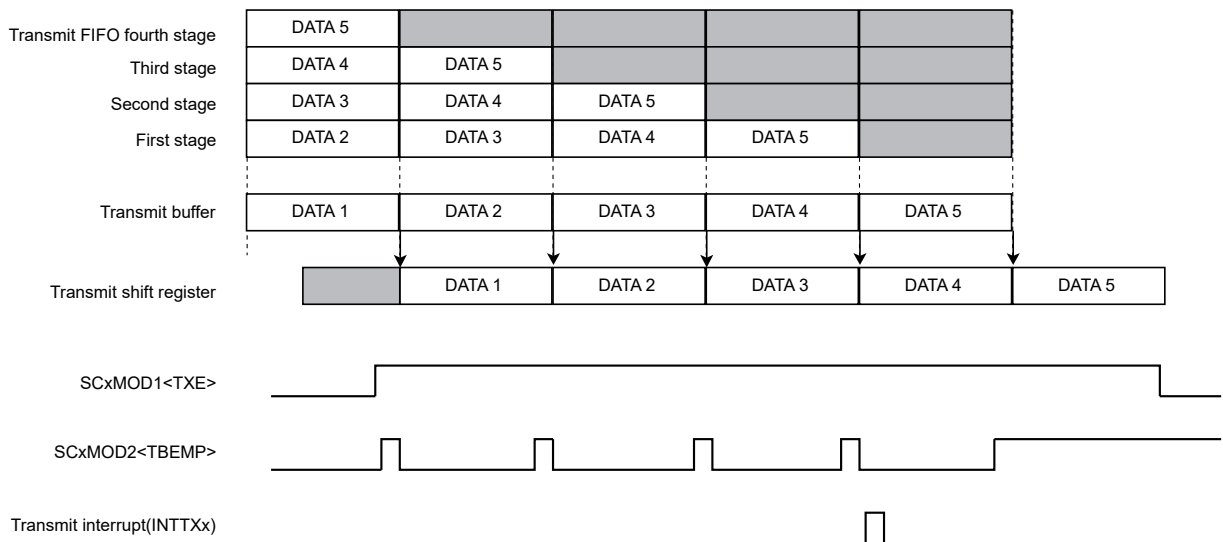 Transmit FIFO fourth stage DATA 5
Third stage DATA 4 DATA 5
Second stage DATA 3 DATA 4 DATA 5
First stage DATA 2 DATA 3 DATA 4 DATA 5
Transmit buffer DATA 1 DATA 2 DATA 3 DATA 4 DATA 5
Transmit shift register DATA 1 DATA 2 DATA 3 DATA 4 DATA 5
SCxMOD1<TXE>
SCxMOD2<TBEMP>
Transmit interrupt(INTTXx)